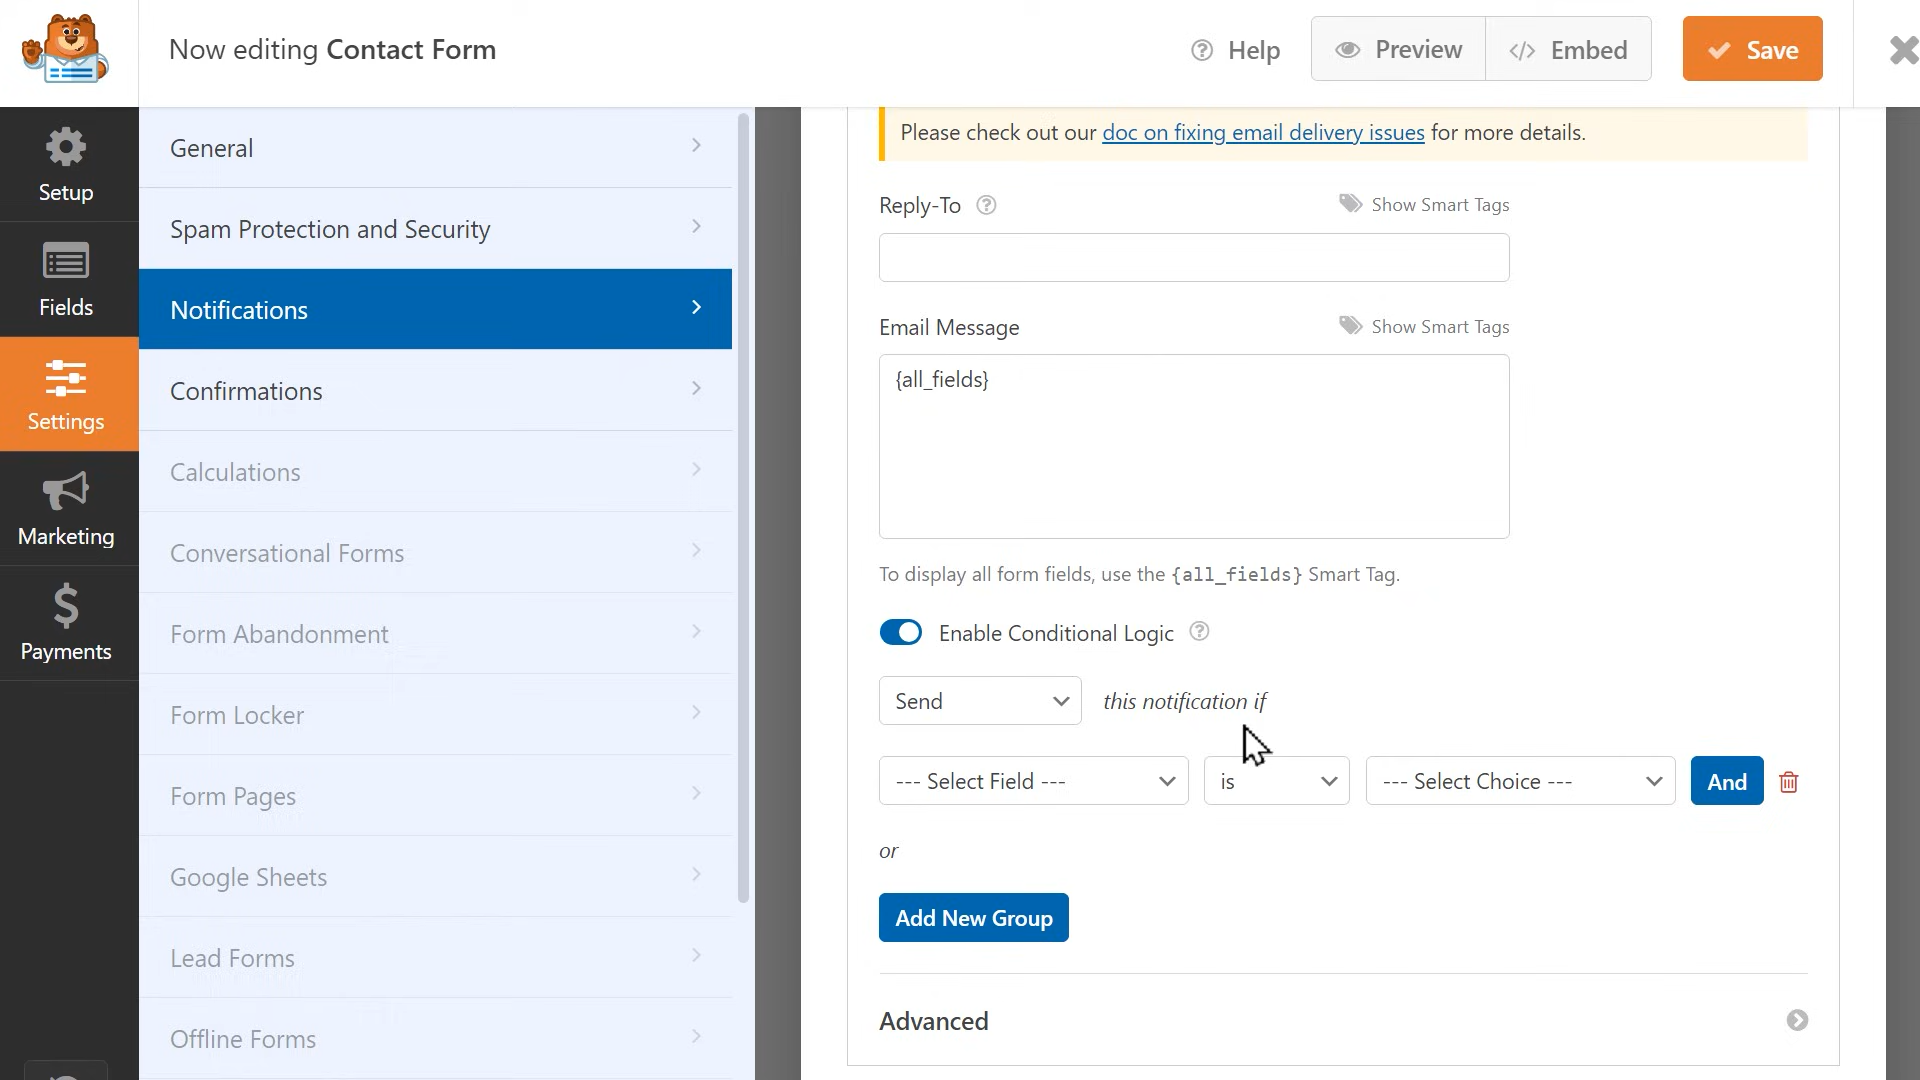 Now editing Contact Form
Help
Preview
Embed
Save
Setup
Fields
Settings
Marketing
Payments
General
Spam Protection and Security
Notifications
Confirmations
Calculations
Conversational Forms
Form Abandonment
Form Locker
Form Pages
Google Sheets
Lead Forms
Offline Forms
Please check out our doc on fixing email delivery issues for more details.
Reply-To
Show Smart Tags
Email Message
Show Smart Tags
{all_fields}
To display all form fields, use the {all_fields} Smart Tag.
Enable Conditional Logic
Send this notification if
--- Select Field --- is --- Select Choice --- And
or
Add New Group
Advanced